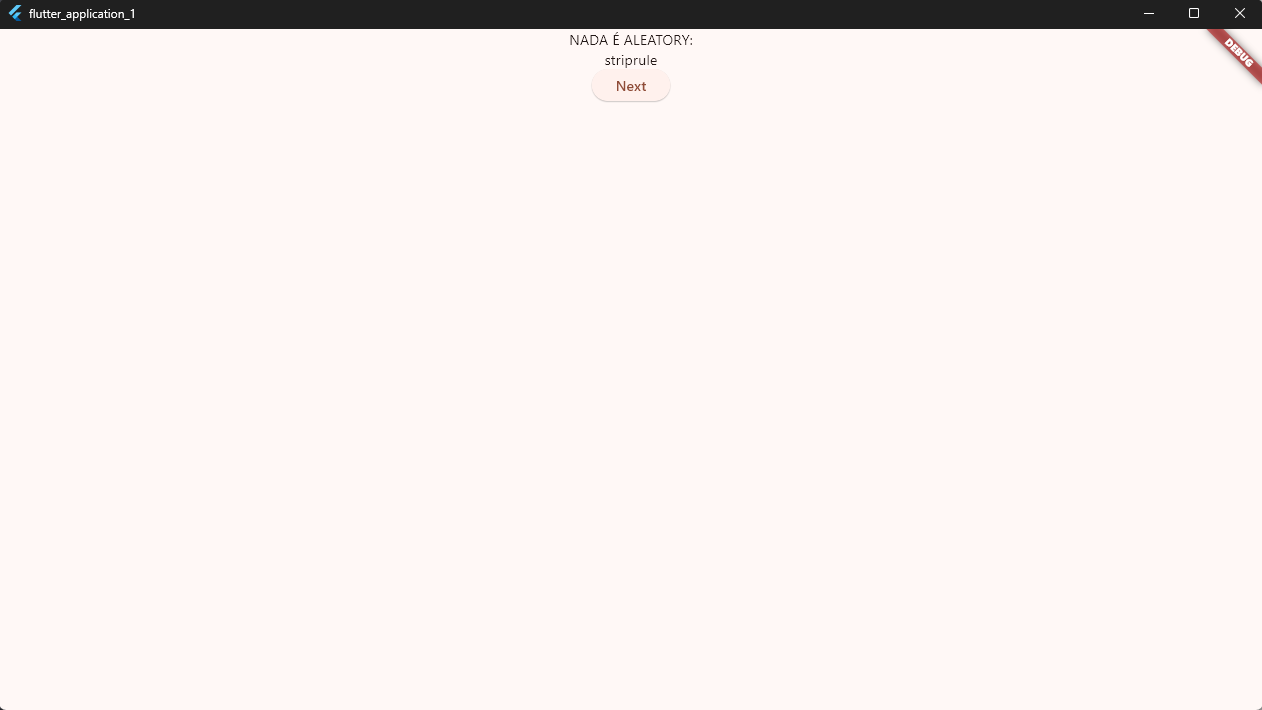 flutter_application_1
DEBUG
NADA É ALEATORY:
striprule
Next